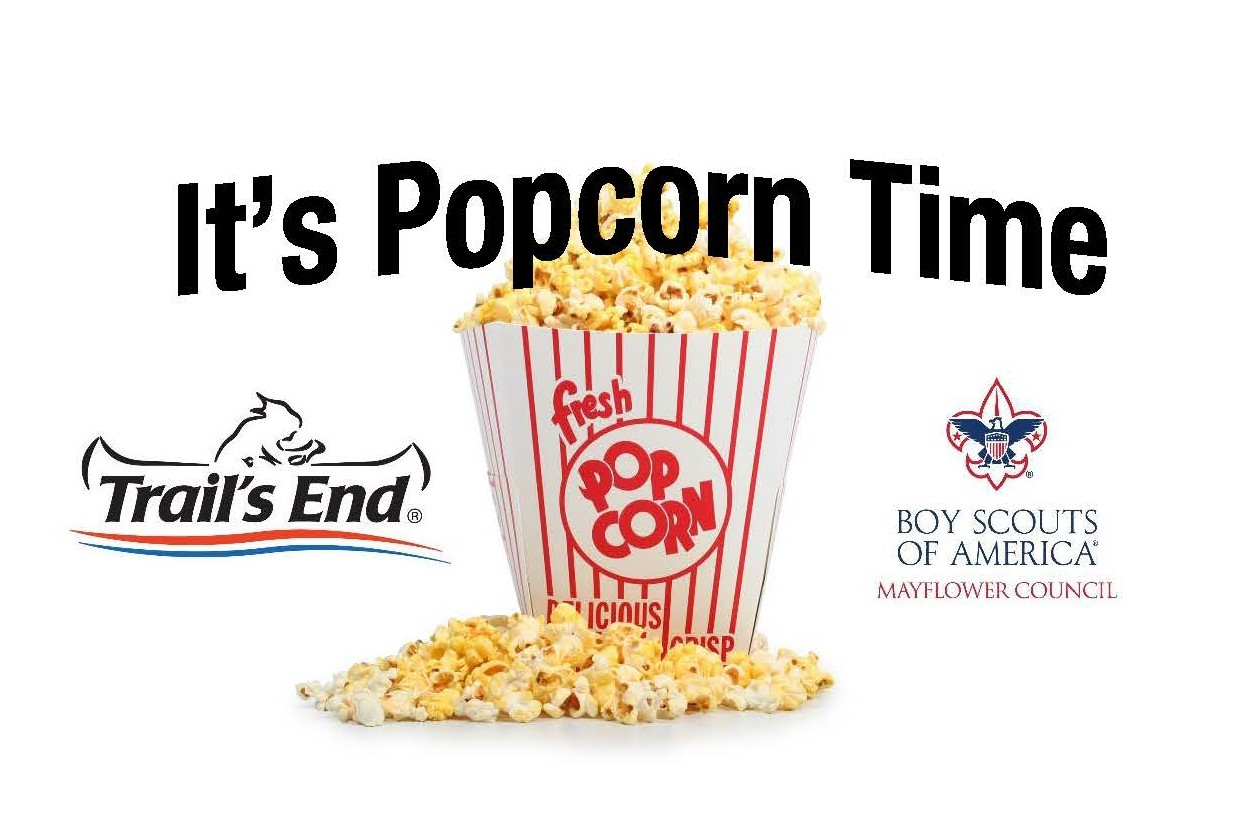 It's Popcorn Time
fresh
POP
CORN
DELICIOUS
CRISP
Trail's End®
BOY SCOUTS
OF AMERICA®
MAYFLOWER COUNCIL